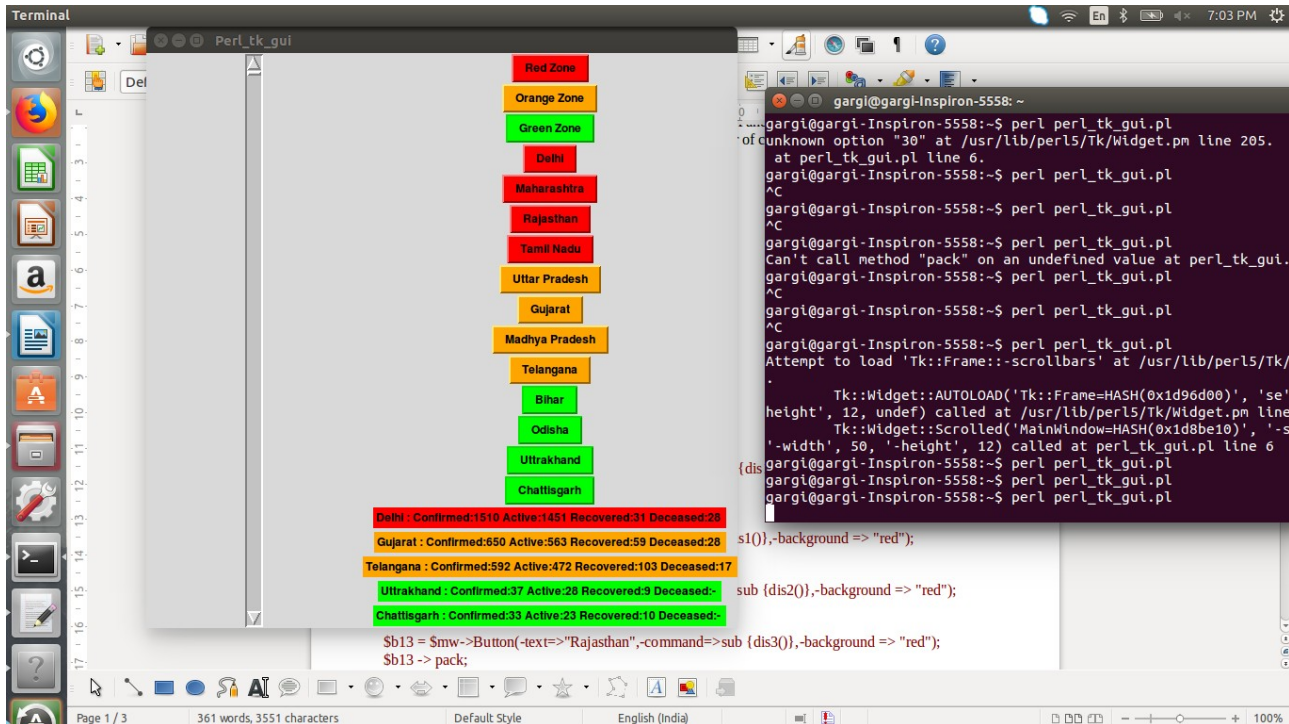 Terminal
En
7:03 PM
Perl_tk_gui
Def
Red Zone
Orange Zone
Green Zone
Delhi
Maharashtra
Rajasthan
Tamil Nadu
Uttar Pradesh
Gujarat
Madhya Pradesh
Telangana
Bihar
Odisha
Uttrakhand
Chattisgarh
Delhi : Confirmed:1510 Active:1451 Recovered:31 Deceased:28
Gujarat : Confirmed:650 Active:563 Recovered:59 Deceased:28
Telangana : Confirmed:592 Active:472 Recovered:103 Deceased:17
Uttrakhand : Confirmed:37 Active:28 Recovered:9 Deceased:-
Chattisgarh : Confirmed:33 Active:23 Recovered:10 Deceased:-
gargi@gargi-Inspiron-5558: ~
gargi@gargi-Inspiron-5558:~$ perl perl_tk_gui.pl
unknown option "30" at /usr/lib/perl5/Tk/Widget.pm line 205.
at perl_tk_gui.pl line 6.
gargi@gargi-Inspiron-5558:~$ perl perl_tk_gui.pl
^C
gargi@gargi-Inspiron-5558:~$ perl perl_tk_gui.pl
^C
gargi@gargi-Inspiron-5558:~$ perl perl_tk_gui.pl
Can't call method "pack" on an undefined value at perl_tk_gui.
gargi@gargi-Inspiron-5558:~$ perl perl_tk_gui.pl
^C
gargi@gargi-Inspiron-5558:~$ perl perl_tk_gui.pl
^C
gargi@gargi-Inspiron-5558:~$ perl perl_tk_gui.pl
Attempt to load 'Tk::Frame::-scrollbars' at /usr/lib/perl5/Tk/
.
Tk::Widget::AUTOLOAD('Tk::Frame=HASH(0x1d96d00)', 'se'
height', 12, undef) called at /usr/lib/perl5/Tk/Widget.pm line
Tk::Widget::Scrolled('MainWindow=HASH(0x1d8be10)', '-s
'-width', 50, '-height', 12) called at perl_tk_gui.pl line 6
gargi@gargi-Inspiron-5558:~$ perl perl_tk_gui.pl
gargi@gargi-Inspiron-5558:~$ perl perl_tk_gui.pl
gargi@gargi-Inspiron-5558:~$ perl perl_tk_gui.pl
of
{dis
s1()},-background => "red");
sub {dis2()},-background => "red");
$b13 = $mw->Button(-text=>"Rajasthan",-command=>sub {dis3()},-background => "red");
$b13 -> pack;
Page 1 / 3
361 words, 3551 characters
Default Style
English (India)
100%